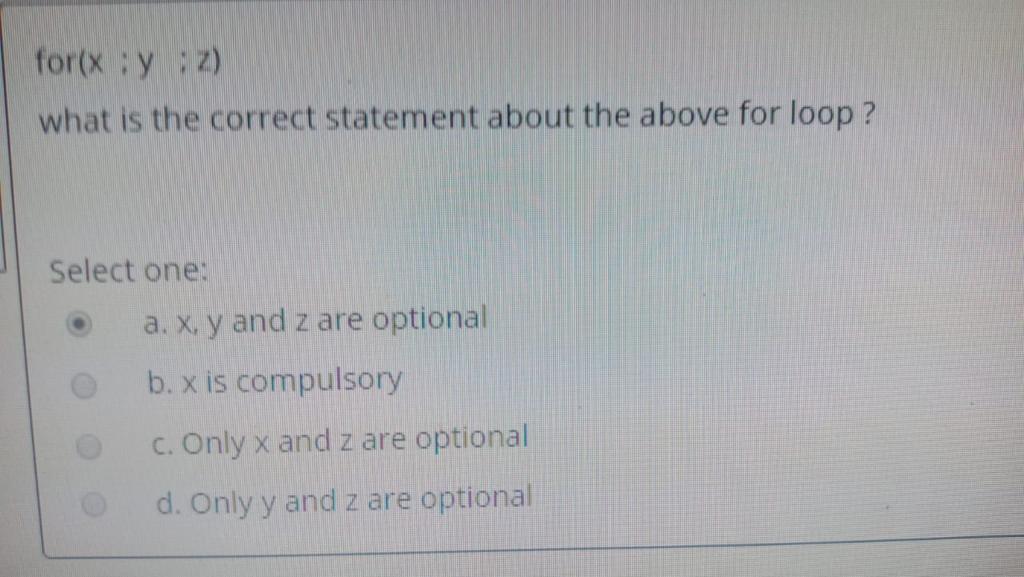 for(x ; y ; z)
what is the correct statement about the above for loop ?
Select one:
a. x, y and z are optional
b. x is compulsory
c. Only x and z are optional
d. Only y and z are optional